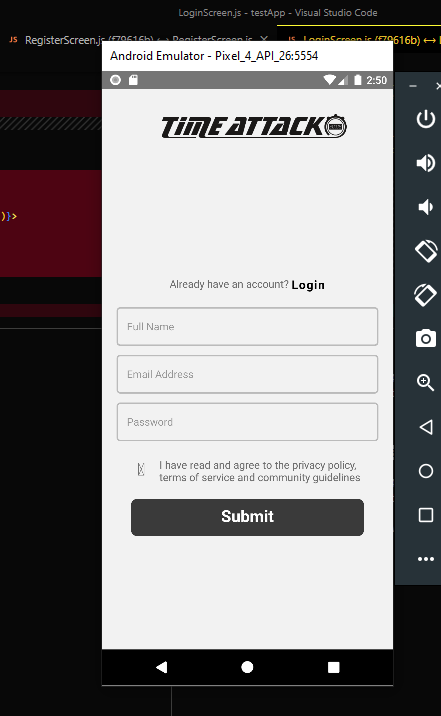 LoginScreen.js - testApp - Visual Studio Code
JS RegisterScreen.js (f79616b) ↔ RegisterScreen.js JS LoginScreen.js (f79616b) ↔
Android Emulator - Pixel_4_API_26:5554
2:50
TIME ATTACK
)}>
Already have an account? Login
Full Name
Email Address
Password
I have read and agree to the privacy policy,
terms of service and community guidelines
Submit